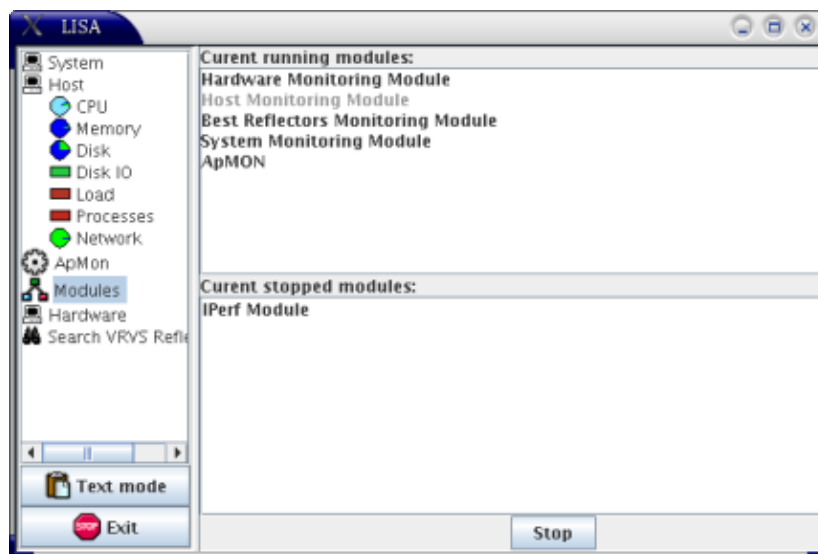 LISA
System
Host
CPU
Memory
Disk
Disk IO
Load
Processes
Network
ApMon
Modules
Hardware
Search VRVS Refle
Text mode
STOP Exit
Curent running modules:
Hardware Monitoring Module
Host Monitoring Module
Best Reflectors Monitoring Module
System Monitoring Module
ApMON
Curent stopped modules:
IPerf Module
Stop